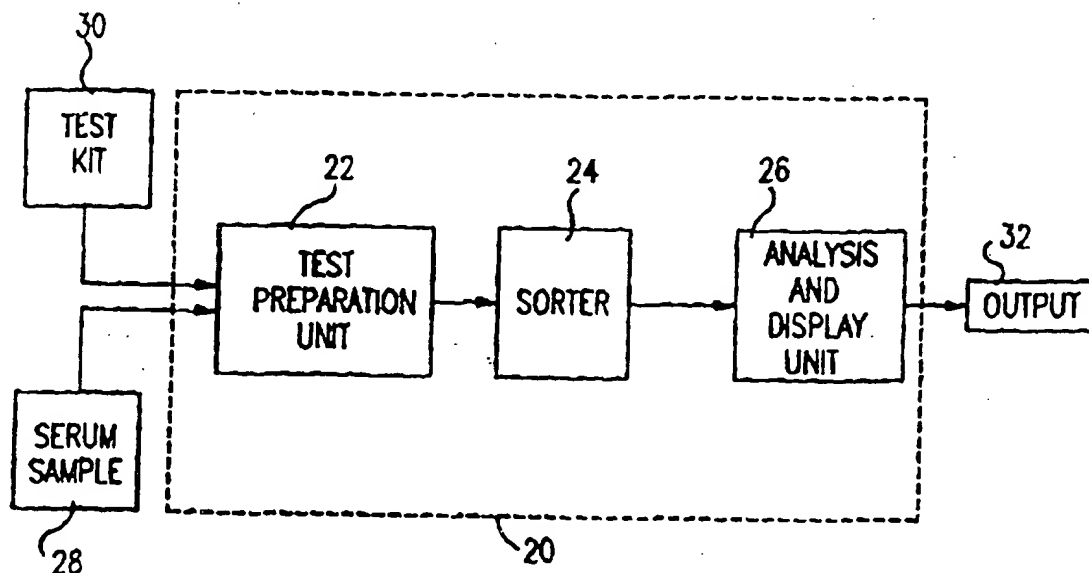 30
TEST
KIT
22
TEST
PREPARATION
UNIT
24
SORTER
26
ANALYSIS
AND
DISPLAY
UNIT
32
OUTPUT
SERUM
SAMPLE
28
20